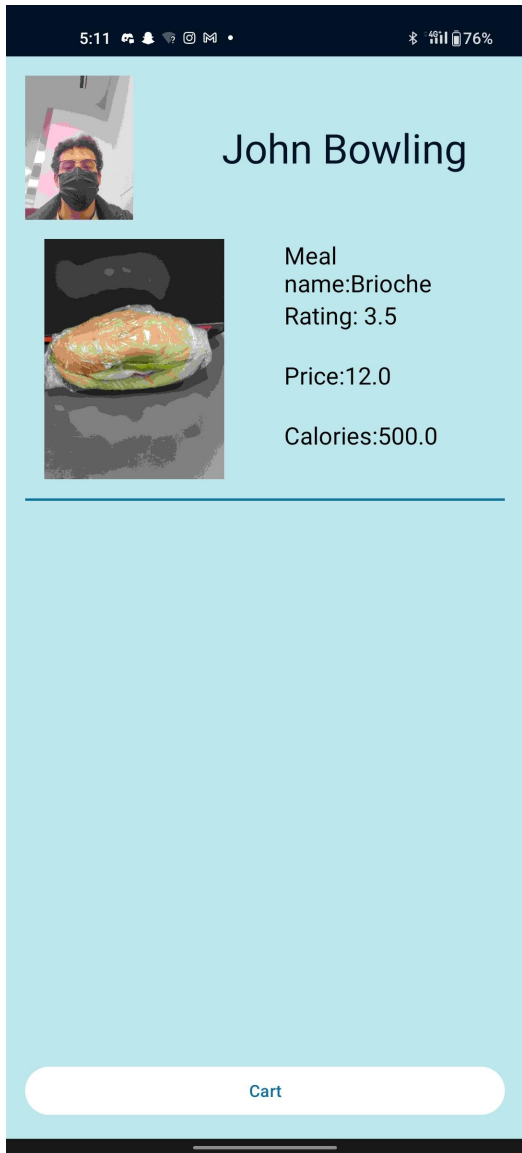 5:11 76%
John Bowling
Meal
name:Brioche
Rating: 3.5
Price:12.0
Calories:500.0
Cart